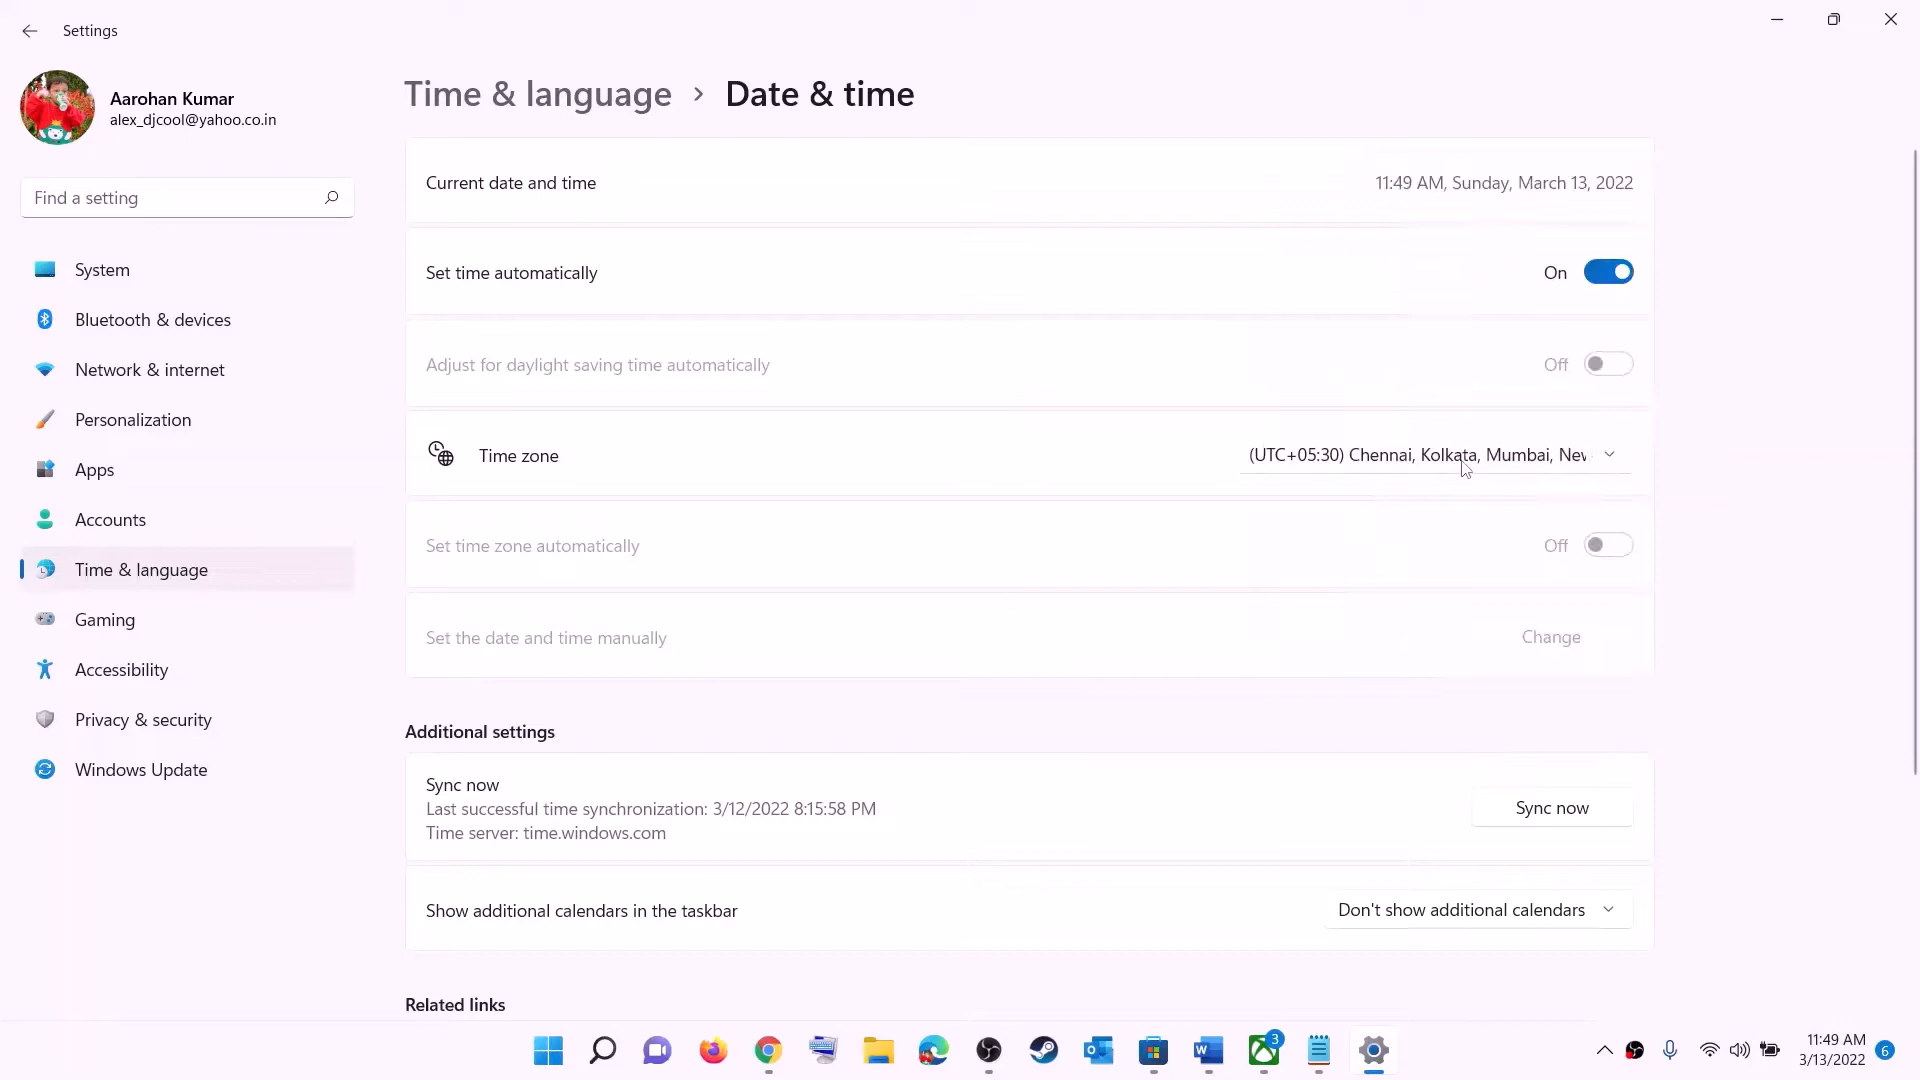 Settings
Aarohan Kumar
alex_djcool@yahoo.co.in
Find a setting
System
Bluetooth & devices
Network & internet
Personalization
Apps
Accounts
Time & language
Gaming
Accessibility
Privacy & security
Windows Update
Time & language > Date & time
Current date and time 11:49 AM, Sunday, March 13, 2022
Set time automatically On
Adjust for daylight saving time automatically Off
Time zone (UTC+05:30) Chennai, Kolkata, Mumbai, Nev
Set time zone automatically Off
Set the date and time manually Change
Additional settings
Sync now
Last successful time synchronization: 3/12/2022 8:15:58 PM
Time server: time.windows.com
Sync now
Show additional calendars in the taskbar Don't show additional calendars
Related links
3
11:49 AM
3/13/2022
6